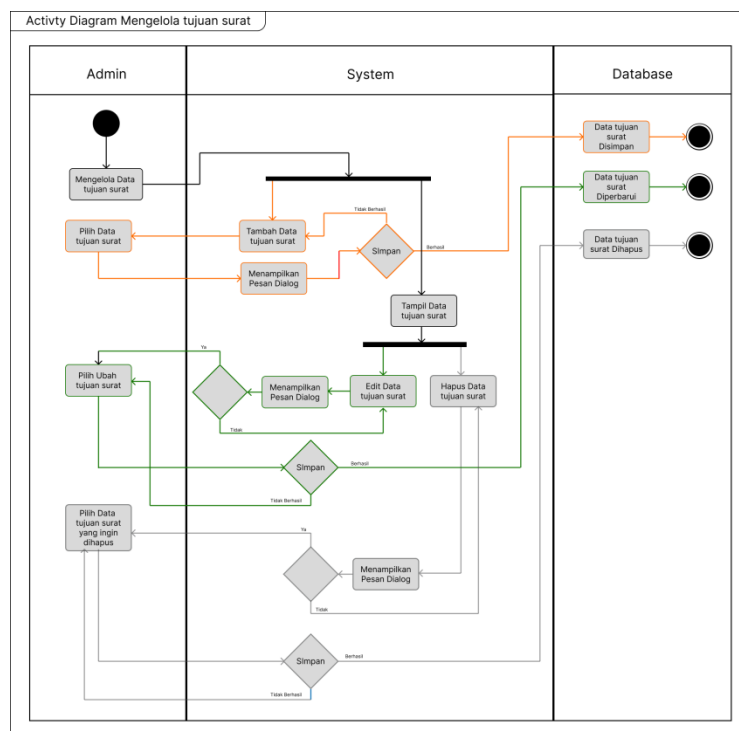 Activty Diagram Mengelola tujuan surat
Admin
System
Database
Data tujuan
surat
Disimpan
Mengelola Data
tujuan surat
Data tujuan
surat
Diperbarui
Tidak Berhasil
Pilih Data
tujuan surat
Tambah Data
tujuan surat
SImpan
Berhasil
Data tujuan
surat Dihapus
Menampilkan
Pesan Dialog
Tampil Data
tujuan surat
Ya
Pilih Ubah
tujuan surat
Menampilkan
Pesan Dialog
Edit Data
tujuan surat
Hapus Data
tujuan surat
Tidak
SImpan
Berhasil
Tidak Berhasil
Pilih Data
tujuan surat
yang ingin
dihapus
Ya
Menampilkan
Pesan Dialog
Tidak
SImpan
Berhasil
Tidak Berhasil